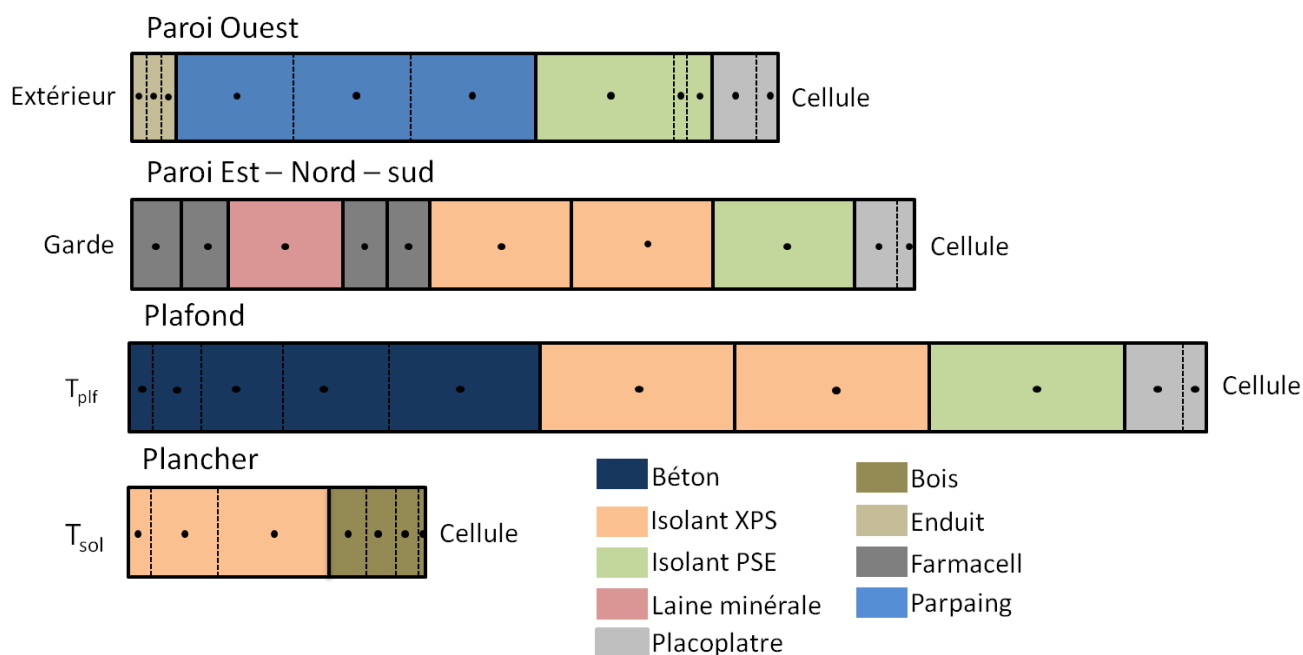 Paroi Ouest
Extérieur
Cellule
Paroi Est – Nord – sud
Garde
Cellule
Plafond
Tplf
Cellule
Plancher
Tsol
Cellule
Béton
Isolant XPS
Isolant PSE
Laine minérale
Placoplatre
Bois
Enduit
Farmacell
Parpaing